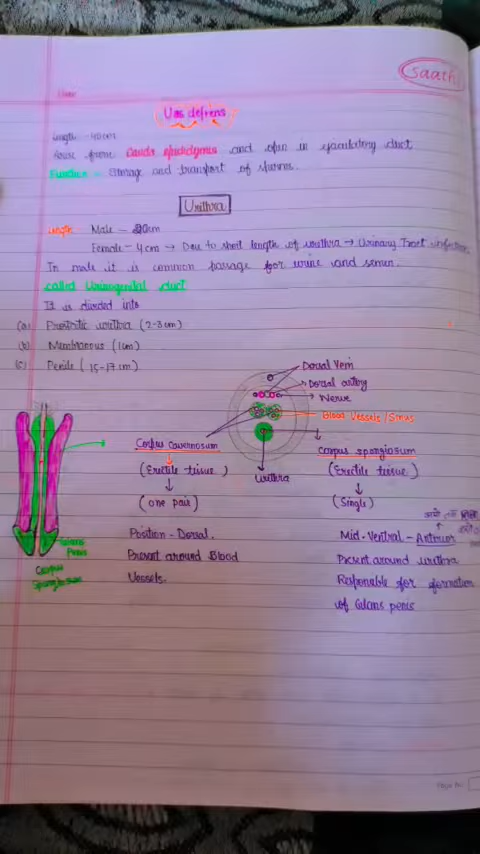 Saathi
Vas defrens
Length - 40cm
Arise from Cauda epididymis and open in ejaculatory duct
Function - Storage and transport of sperms.
Urethra
Length Male - 20cm
Female - 4 cm → Due to short length of urethra → Urinary Tract infection
In male it is common passage for urine and semen.
called Urinogenital duct
It is divided into
(a) Prostatic urethra (2-3cm)
(b) Membranous (1cm)
(c) Penile (15-17cm)
Dorsal Vein
Dorsal artery
Nerve
Blood Vessels/Sinus
Corpus Cavernosum
(Erectile tissue)
(one pair)
Position - Dorsal.
Present around Blood
Vessels.
Urethra
Corpus spongiosum
(Erectile tissue)
(Single)
Mid. Ventral - Anterior
Present around urethra
Responsible for formation
of Glans penis
Glans
Penis
Corpus
Spongiosum